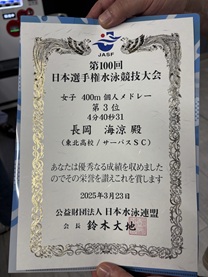 JASF
第100回
日本選手権水泳競技大会
女子 400m 個人メドレー
第 3 位
4分40秒31
長岡 海涼 殿
(東北高校/サーパスSC)
あなたは優秀なる成績を収めました
のでその栄誉を讃えこれを賞します
2025年3月23日
公益財団法人 日本水泳連盟
会長 鈴木大地